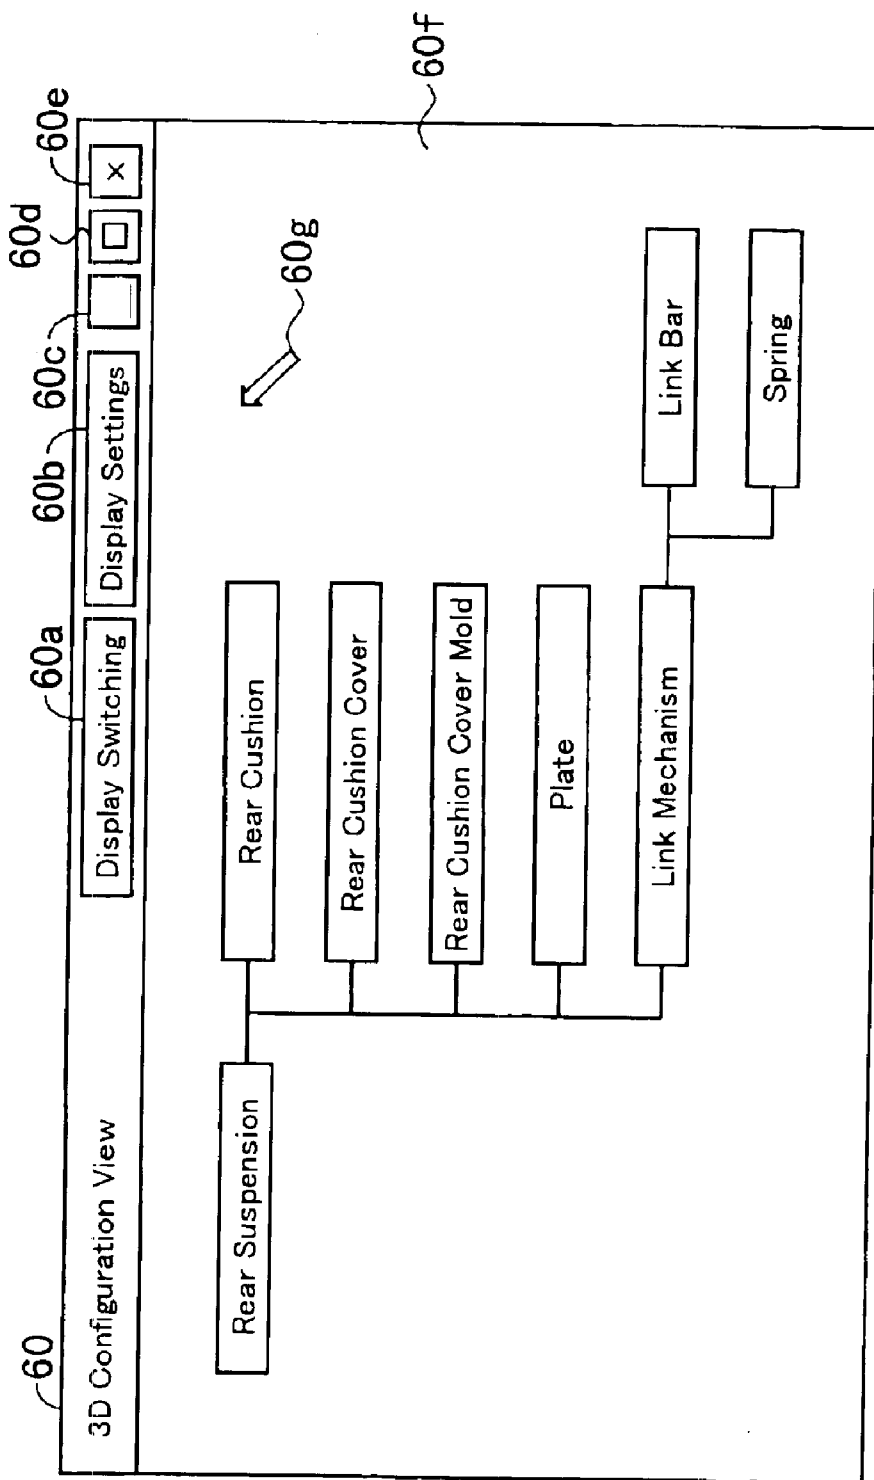 60
60a
60b
60c
60d
60e
3D Configuration View
Display Switching
Display Settings
×
60g
60f
Rear Suspension
Rear Cushion
Rear Cushion Cover
Rear Cushion Cover Mold
Plate
Link Mechanism
Link Bar
Spring